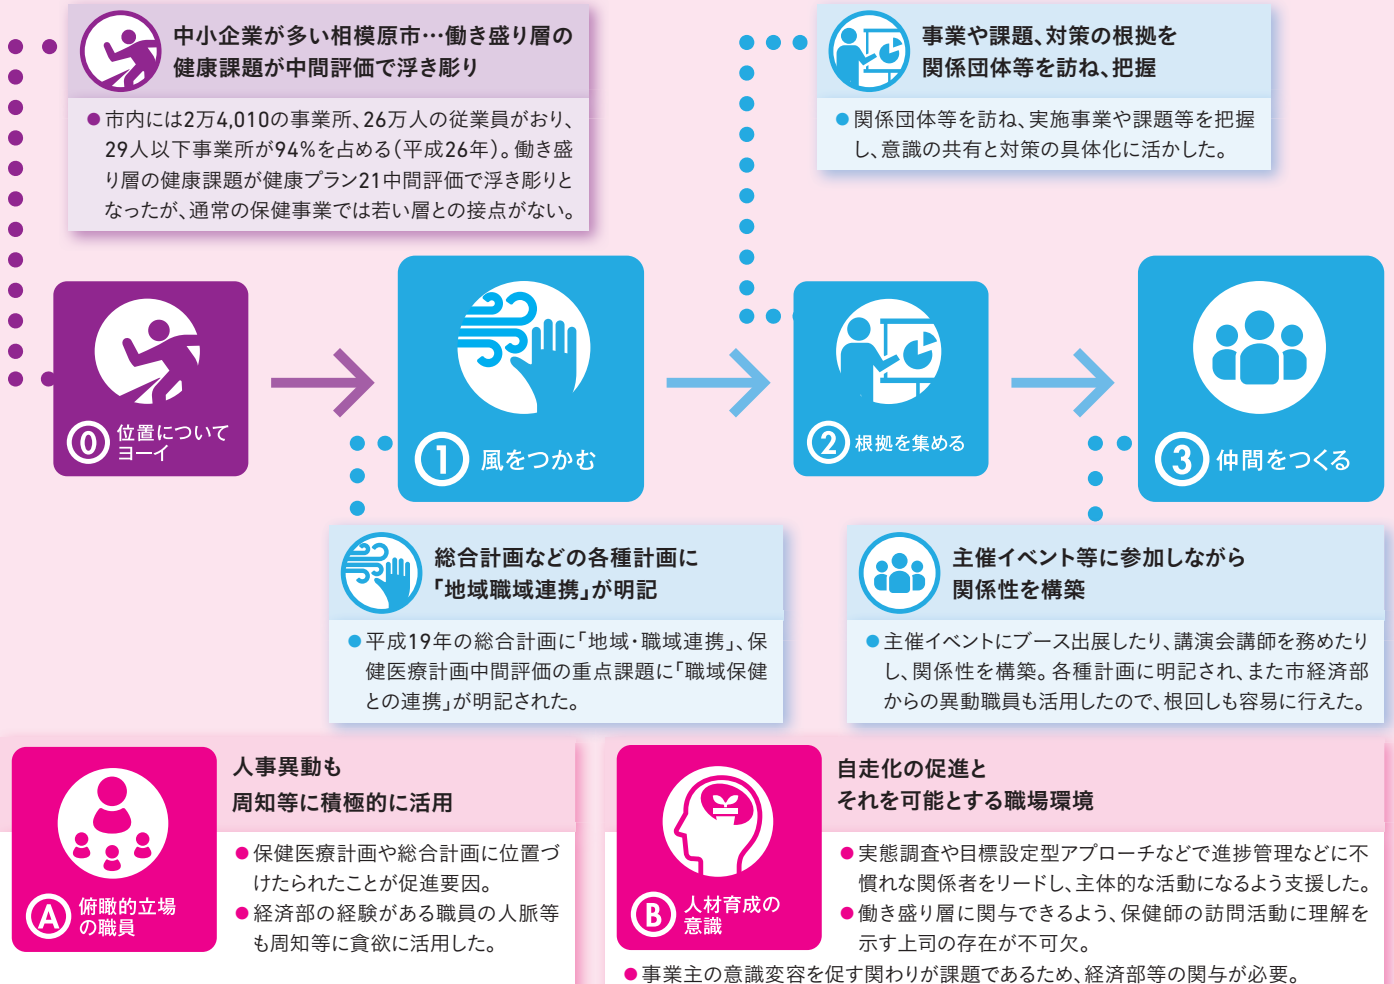 中小企業が多い相模原市…働き盛り層の
健康課題が中間評価で浮き彫り
●市内には2万4,010の事業所、26万人の従業員がおり、
29人以下事業所が94%を占める(平成26年)。働き盛
り層の健康課題が健康プラン21中間評価で浮き彫りと
なったが、通常の保健事業では若い層との接点がない。
事業や課題、対策の根拠を
関係団体等を訪ね、把握
●関係団体等を訪ね、実施事業や課題等を把握
し、意識の共有と対策の具体化に活かした。
0 位置について
ヨーイ
1 風をつかむ
2 根拠を集める
3 仲間をつくる
総合計画などの各種計画に
「地域職域連携」が明記
●平成19年の総合計画に「地域・職域連携」、保
健医療計画中間評価の重点課題に「職域保健
との連携」が明記された。
主催イベント等に参加しながら
関係性を構築
●主催イベントにブース出展したり、講演会講師を務めたり
し、関係性を構築。各種計画に明記され、また市経済部
からの異動職員も活用したので、根回しも容易に行えた。
A 俯瞰的立場
の職員
人事異動も
周知等に積極的に活用
●保健医療計画や総合計画に位置づ
けたられたことが促進要因。
●経済部の経験がある職員の人脈等
も周知等に貪欲に活用した。
B 人材育成の
意識
自走化の促進と
それを可能とする職場環境
●実態調査や目標設定型アプローチなどで進捗管理などに不
慣れな関係者をリードし、主体的な活動になるよう支援した。
●働き盛り層に関与できるよう、保健師の訪問活動に理解を
示す上司の存在が不可欠。
●事業主の意識変容を促す関わりが課題であるため、経済部等の関与が必要。